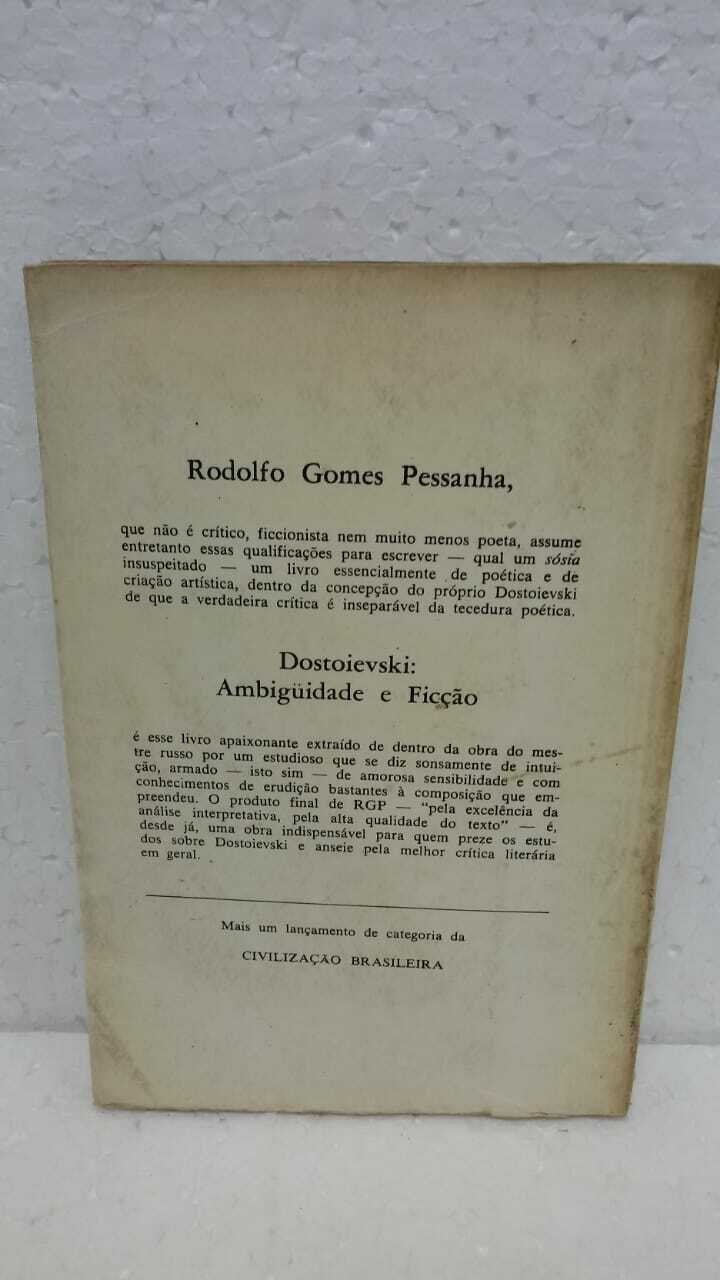 Rodolfo Gomes Pessanha,
que não é crítico, ficcionista nem muito menos poeta, assume
entretanto essas qualificações para escrever — qual um sósia
insuspeitado — um livro essencialmente de poética e de
criação artística, dentro da concepção do próprio Dostoievski
de que a verdadeira crítica é inseparável da tecedura poética.
Dostoievski:
Ambigüidade e Ficção
é esse livro apaixonante extraído de dentro da obra do mes-
tre russo por um estudioso que se diz sonsamente de intui-
ção, armado — isto sim — de amorosa sensibilidade e com
conhecimentos de erudição bastantes à composição que em-
preendeu. O produto final de RGP — “pela excelência da
análise interpretativa, pela alta qualidade do texto” — é,
desde já, uma obra indispensável para quem preze os estu-
dos sobre Dostoievski e anseie pela melhor crítica literária
em geral.
Mais um lançamento de categoria da
CIVILIZAÇÃO BRASILEIRA